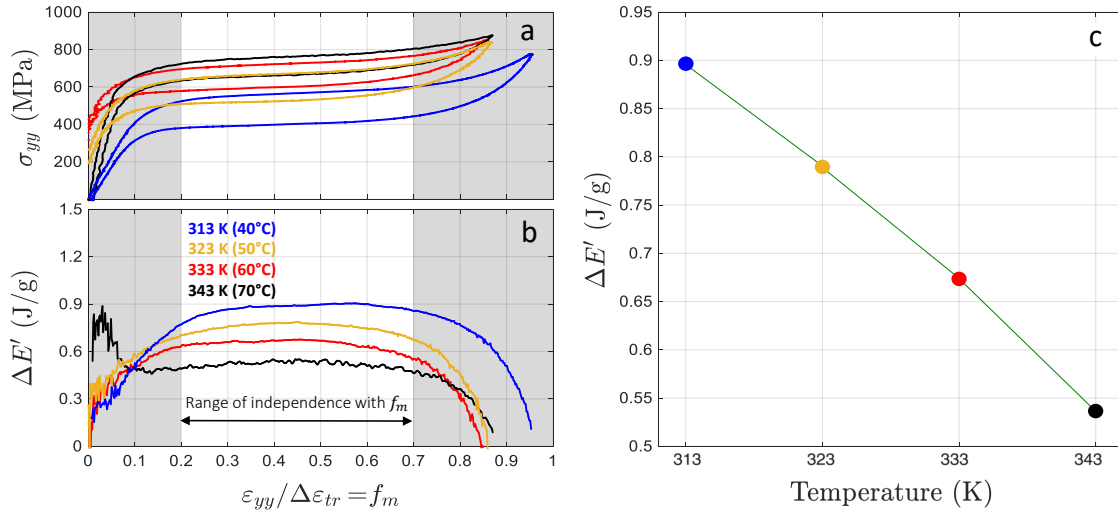 a
1000
800
600
400
200
σyy (MPa)
b
1.5
1.2
0.9
0.6
0.3
0
ΔE′ (J/g)
313 K (40°C)
323 K (50°C)
333 K (60°C)
343 K (70°C)
Range of independence with fm
0 0.1 0.2 0.3 0.4 0.5 0.6 0.7 0.8 0.9 1
εyy/Δεtr = fm
c
0.95
0.9
0.85
0.8
0.75
0.7
0.65
0.6
0.55
0.5
ΔE′ (J/g)
313 323 333 343
Temperature (K)